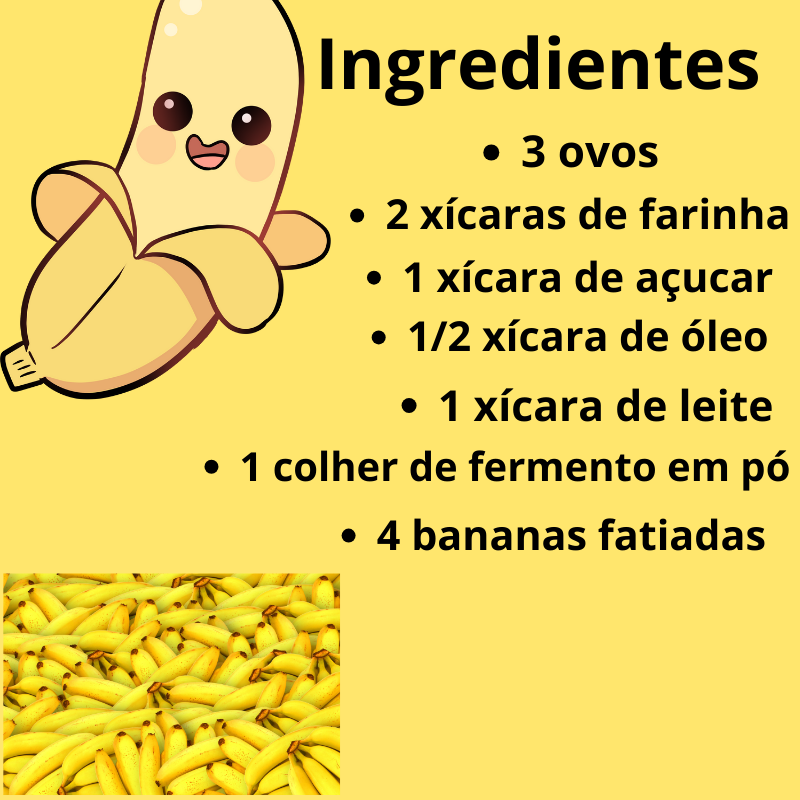 Ingredientes
• 3 ovos
• 2 xícaras de farinha
• 1 xícara de açucar
• 1/2 xícara de óleo
• 1 xícara de leite
• 1 colher de fermento em pó
• 4 bananas fatiadas